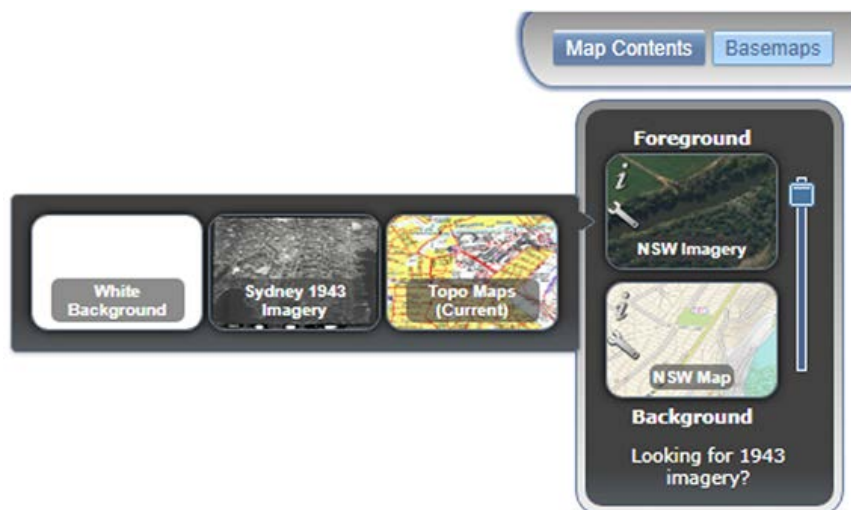 Map Contents
Basemaps
Foreground
NSW Imagery
White
Background
Sydney 1943
Imagery
Topo Maps
(Current)
NSW Map
Background
Looking for 1943
imagery?